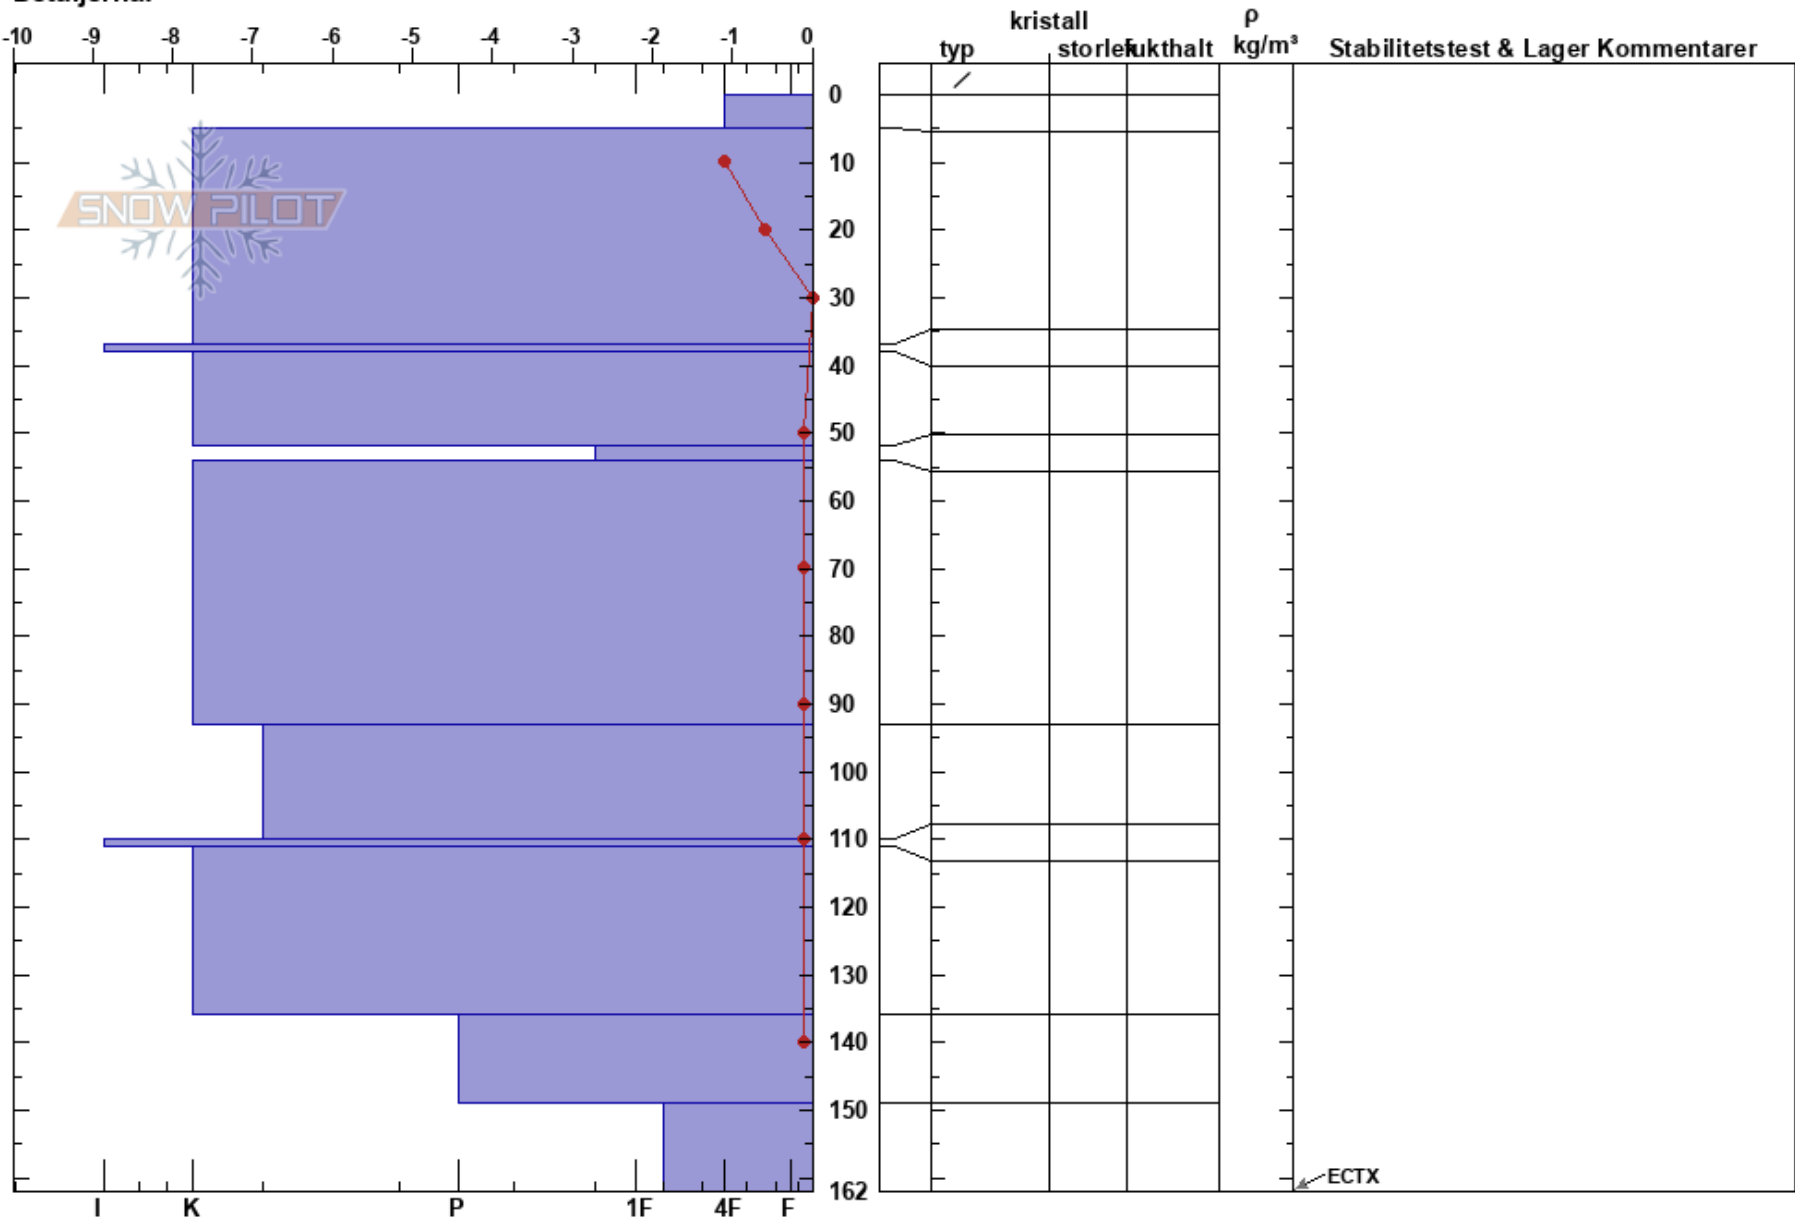 kristall
ρ
-10 -9 -8 -7 -6 -5 -4 -3 -2 -1 0
typ storlek fukthalt kg/m³ Stabilitetstest & Lager Kommentarer
0
10
SNOW PILOT
20
30
40
50
60
70
80
90
100
110
120
130
140
150
ECTX
162
I K P 1F 4F F